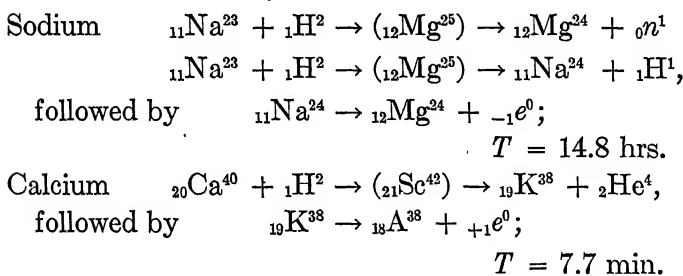 Sodium ₁₁Na²³ + ₁H² → (₁₂Mg²⁵) → ₁₂Mg²⁴ + ₀n¹
₁₁Na²³ + ₁H² → (₁₂Mg²⁵) → ₁₁Na²⁴ + ₁H¹,
followed by ₁₁Na²⁴ → ₁₂Mg²⁴ + ₋₁e⁰;
T = 14.8 hrs.
Calcium ₂₀Ca⁴⁰ + ₁H² → (₂₁Sc⁴²) → ₁₉K³⁸ + ₂He⁴,
followed by ₁₉K³⁸ → ₁₈A³⁸ + ₊₁e⁰;
T = 7.7 min.